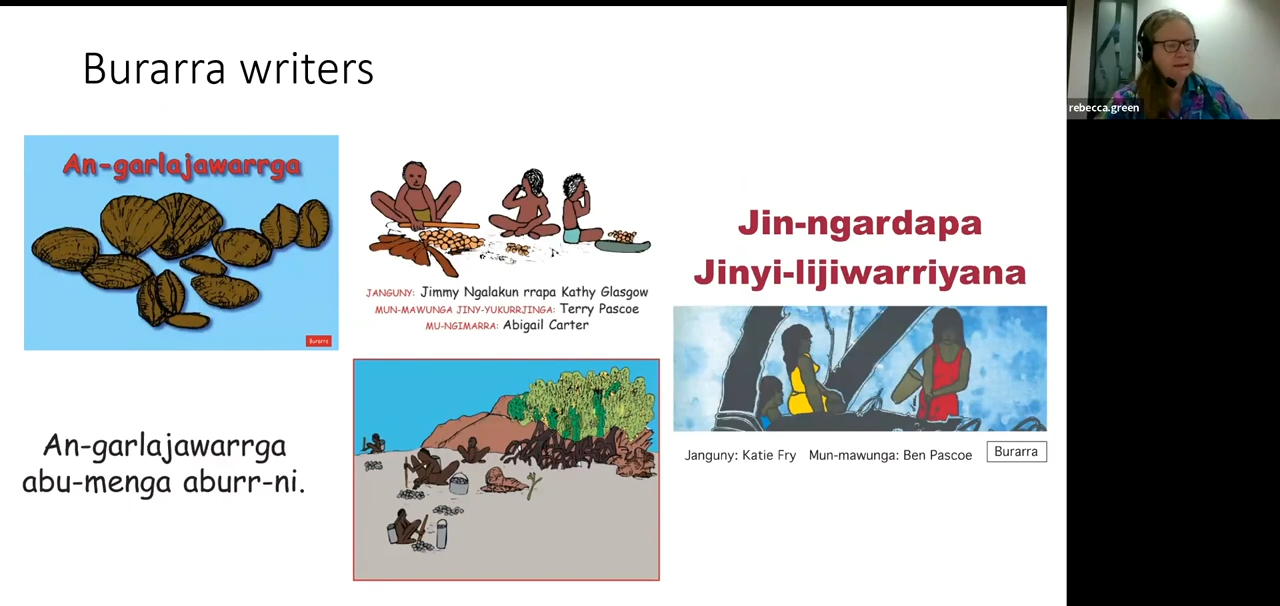 Burarra writers
rebecca.green
An-garlajawarrga
Burarra
JANGUNY: Jimmy Ngalakun rrapa Kathy Glasgow
MUN-MAWUNGA JINY-YUKURRJINGA: Terry Pascoe
MU-NGIMARRA: Abigail Carter
An-garlajawarrga
abu-menga aburr-ni.
Jin-ngardapa
Jinyi-lijiwarriyana
Janguny: Katie Fry Mun-mawunga: Ben Pascoe
Burarra